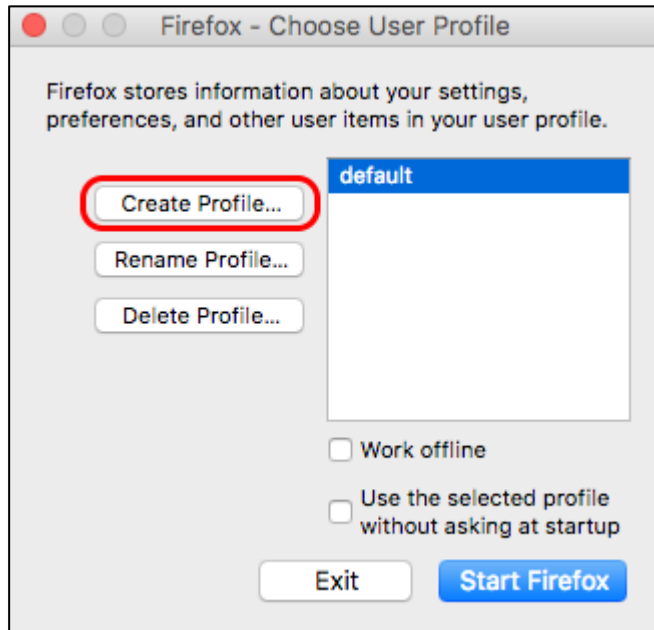 Firefox - Choose User Profile
Firefox stores information about your settings,
preferences, and other user items in your user profile.
default
Create Profile...
Rename Profile...
Delete Profile...
Work offline
Use the selected profile
without asking at startup
Exit
Start Firefox